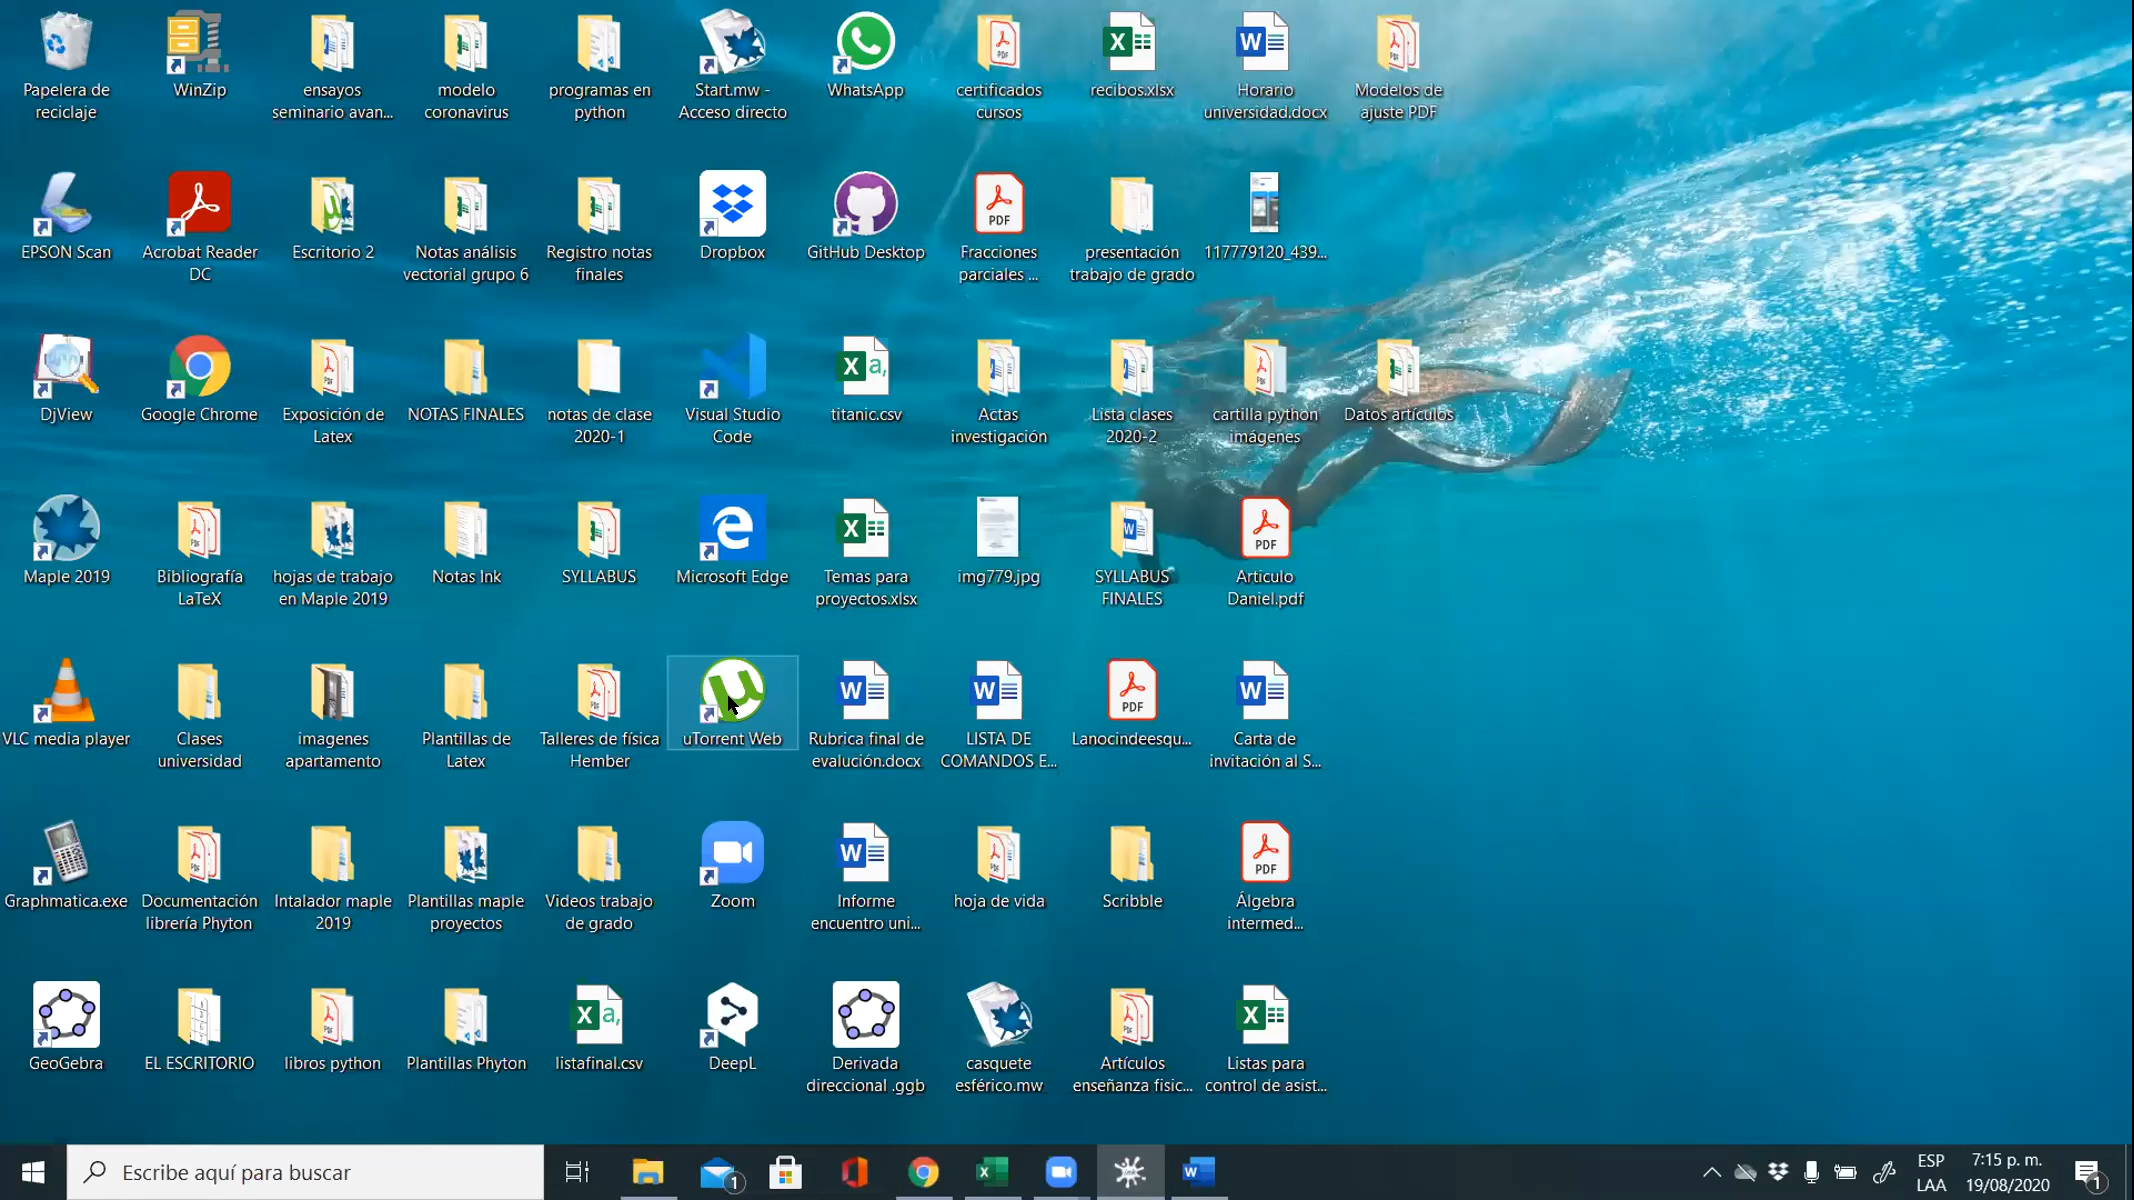 Papelera de
reciclaje
WinZip
ensayos
seminario avan...
modelo
coronavirus
programas en
python
Start.mw -
Acceso directo
WhatsApp
certificados
cursos
recibos.xlsx
Horario
universidad.docx
Modelos de
ajuste PDF
EPSON Scan
Acrobat Reader
DC
Escritorio 2
Notas análisis
vectorial grupo 6
Registro notas
finales
Dropbox
GitHub Desktop
Fracciones
parciales ...
presentación
trabajo de grado
117779120_439...
DjView
Google Chrome
Exposición de
Latex
NOTAS FINALES
notas de clase
2020-1
Visual Studio
Code
titanic.csv
Actas
investigación
Lista clases
2020-2
cartilla python
imágenes
Datos artículos
Maple 2019
Bibliografía
LaTeX
hojas de trabajo
en Maple 2019
Notas Ink
SYLLABUS
Microsoft Edge
Temas para
proyectos.xlsx
img779.jpg
SYLLABUS
FINALES
Articulo
Daniel.pdf
VLC media player
Clases
universidad
imagenes
apartamento
Plantillas de
Latex
Talleres de física
Hember
uTorrent Web
Rubrica final de
evalución.docx
LISTA DE
COMANDOS E...
Lanocindeesqu...
Carta de
invitación al S...
Graphmatica.exe
Documentación
librería Phyton
Intalador maple
2019
Plantillas maple
proyectos
Videos trabajo
de grado
Zoom
Informe
encuentro uni...
hoja de vida
Scribble
Álgebra
intermed...
GeoGebra
EL ESCRITORIO
libros python
Plantillas Phyton
listafinal.csv
DeepL
Derivada
direccional .ggb
casquete
esférico.mw
Artículos
enseñanza fisic...
Listas para
control de asist...
Escribe aquí para buscar
1
ESP
LAA
7:15 p. m.
19/08/2020
1